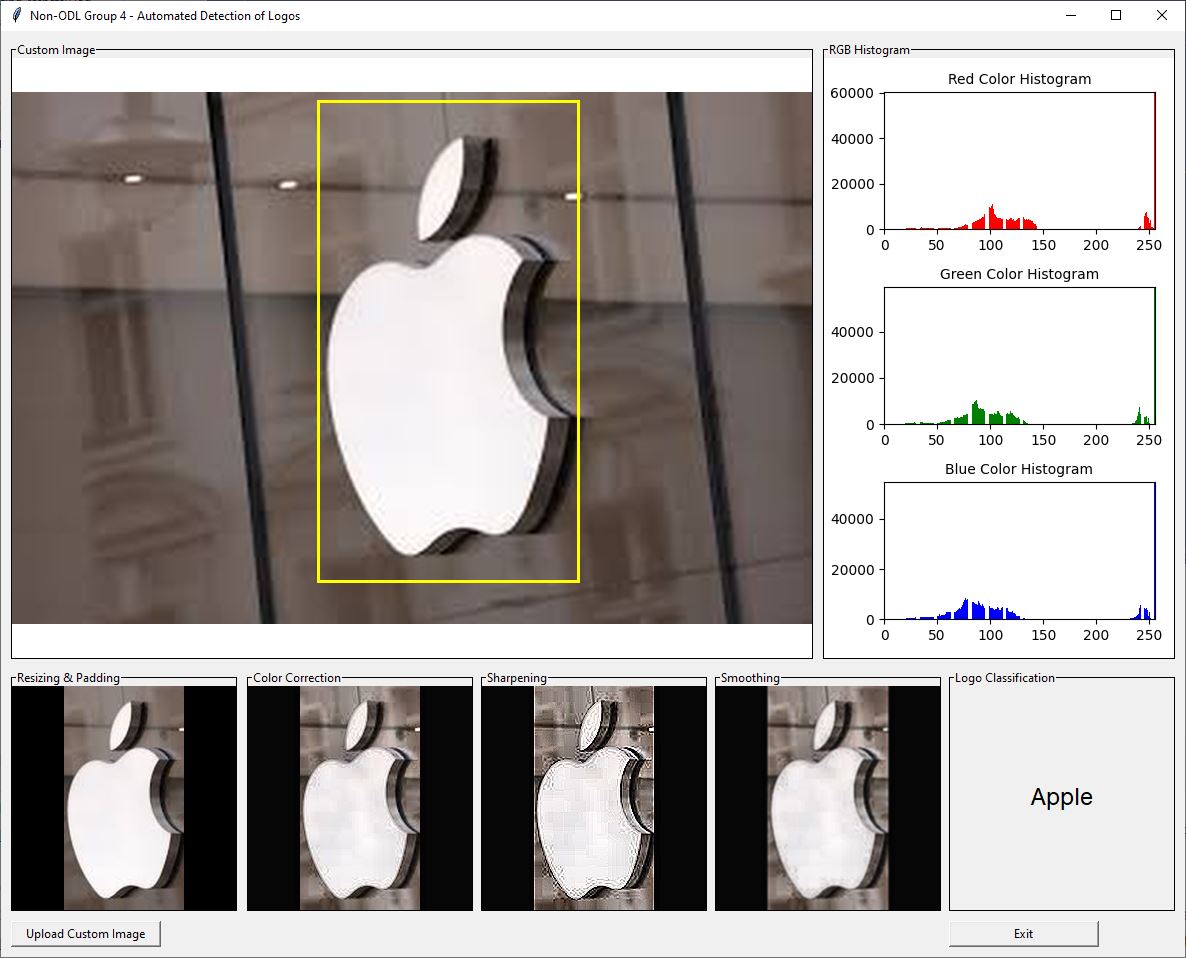 Non-ODL Group 4 - Automated Detection of Logos
Custom Image
RGB Histogram
Red Color Histogram
60000
40000
20000
0
0 50 100 150 200 250
Green Color Histogram
40000
20000
0
0 50 100 150 200 250
Blue Color Histogram
40000
20000
0
0 50 100 150 200 250
Resizing & Padding
Color Correction
Sharpening
Smoothing
Logo Classification
Apple
Upload Custom Image
Exit